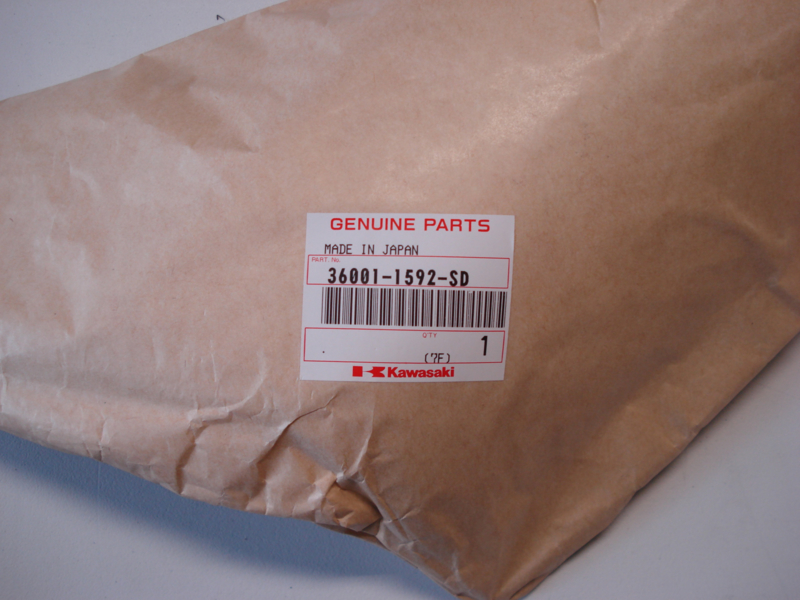 GENUINE PARTS
MADE IN JAPAN
PART. No.
36001-1592-SD
QTY
1
(7F)
Kawasaki